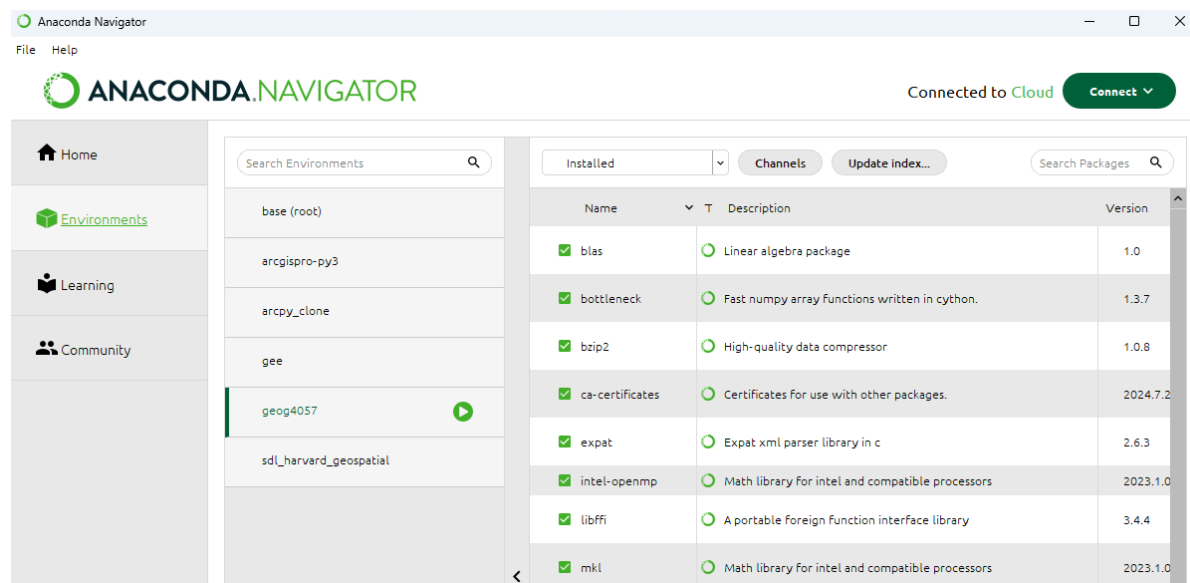 Anaconda Navigator
File Help
ANACONDA.NAVIGATOR
Connected to Cloud
Connect
Home
Environments
Learning
Community
Search Environments
base (root)
arcgispro-py3
arcpy_clone
gee
geog4057
sdl_harvard_geospatial
Installed Channels Update index... Search Packages
Name T Description Version
blas Linear algebra package 1.0
bottleneck Fast numpy array functions written in cython. 1.3.7
bzip2 High-quality data compressor 1.0.8
ca-certificates Certificates for use with other packages. 2024.7.2
expat Expat xml parser library in c 2.6.3
intel-openmp Math library for intel and compatible processors 2023.1.0
libffi A portable foreign function interface library 3.4.4
mkl Math library for intel and compatible processors 2023.1.0